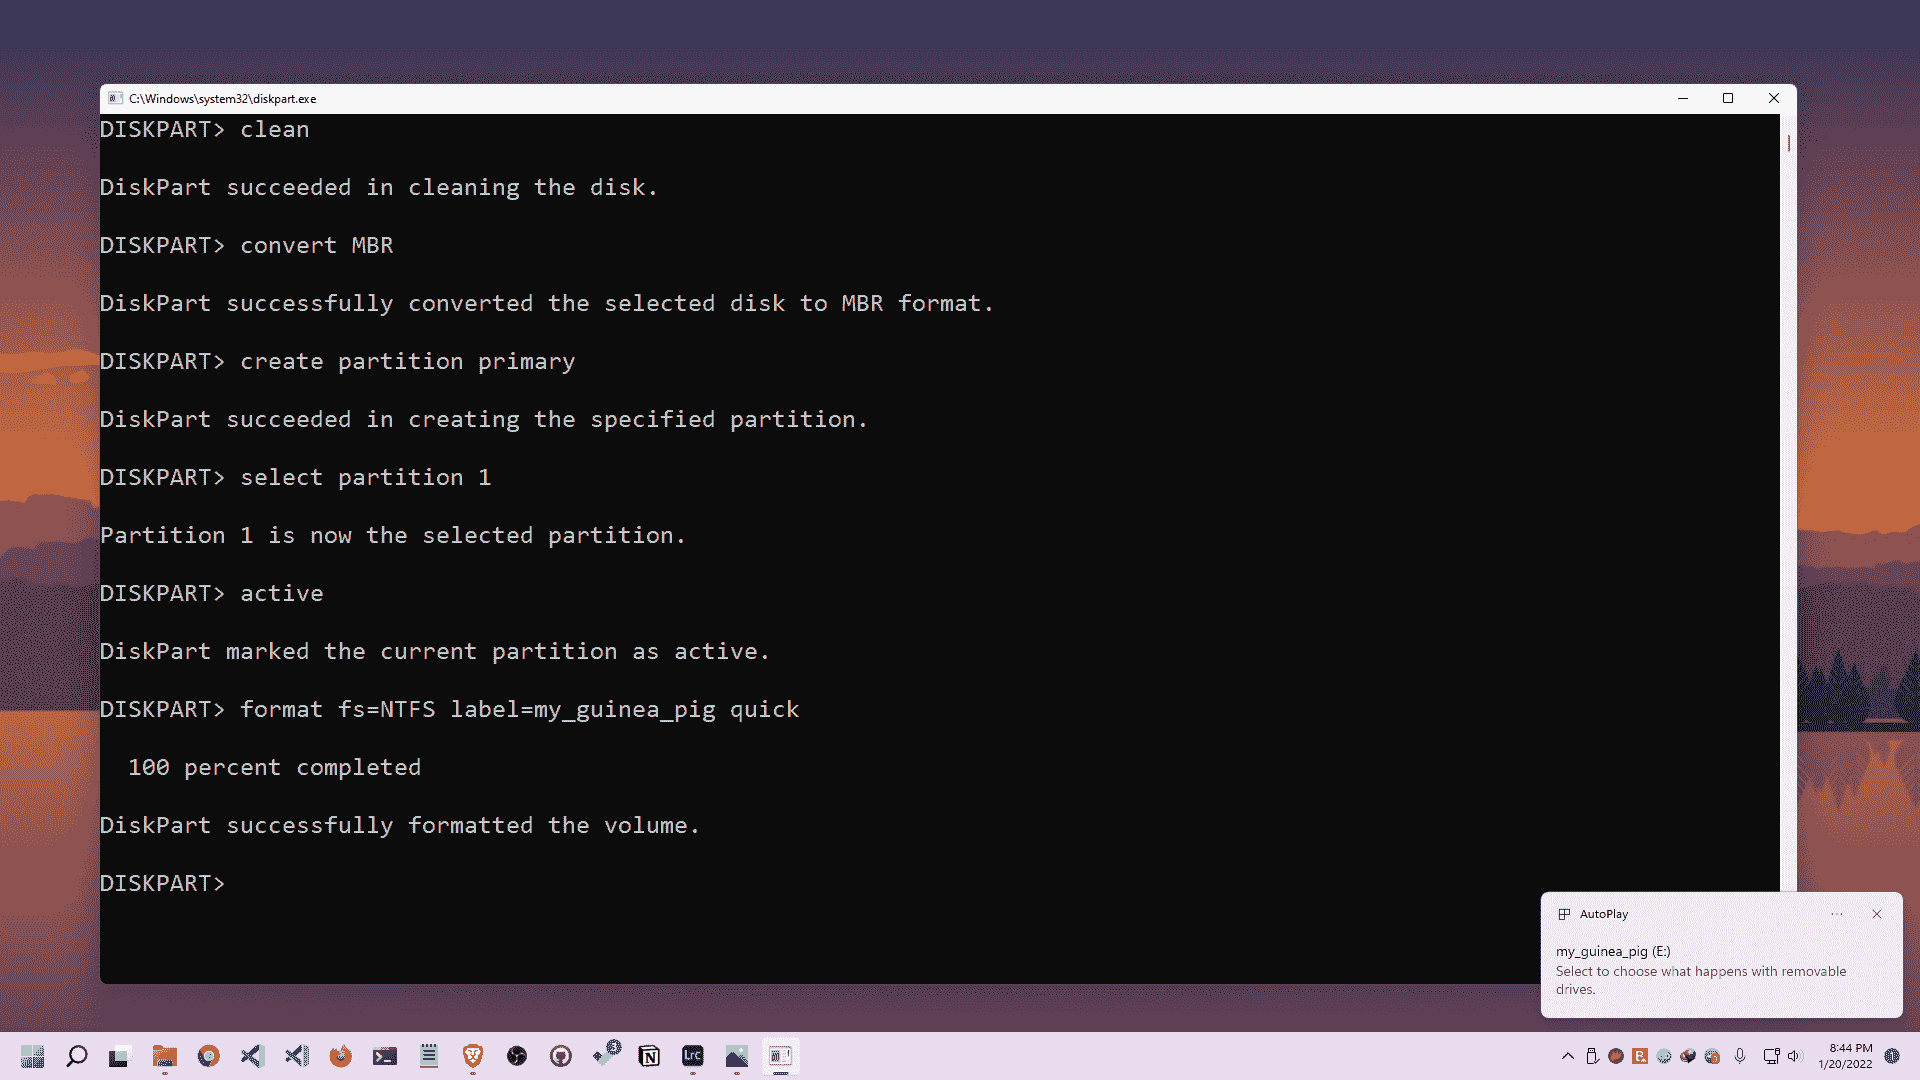 C:\Windows\system32\diskpart.exe
DISKPART> clean
DiskPart succeeded in cleaning the disk.
DISKPART> convert MBR
DiskPart successfully converted the selected disk to MBR format.
DISKPART> create partition primary
DiskPart succeeded in creating the specified partition.
DISKPART> select partition 1
Partition 1 is now the selected partition.
DISKPART> active
DiskPart marked the current partition as active.
DISKPART> format fs=NTFS label=my_guinea_pig quick
100 percent completed
DiskPart successfully formatted the volume.
DISKPART>
AutoPlay
my_guinea_pig (E:)
Select to choose what happens with removable
drives.
3
Lrc
8:44 PM
1/20/2022
1